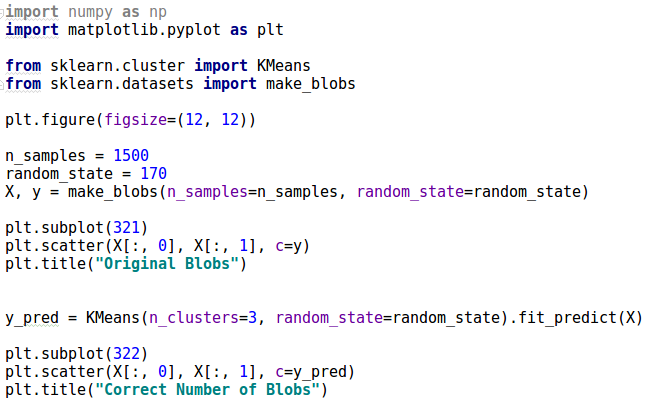 import numpy as np
import matplotlib.pyplot as plt
from sklearn.cluster import KMeans
from sklearn.datasets import make_blobs
plt.figure(figsize=(12, 12))
n_samples = 1500
random_state = 170
X, y = make_blobs(n_samples=n_samples, random_state=random_state)
plt.subplot(321)
plt.scatter(X[:, 0], X[:, 1], c=y)
plt.title("Original Blobs")
y_pred = KMeans(n_clusters=3, random_state=random_state).fit_predict(X)
plt.subplot(322)
plt.scatter(X[:, 0], X[:, 1], c=y_pred)
plt.title("Correct Number of Blobs")